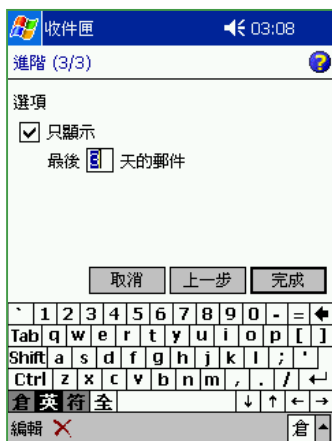 收件匣 03:08
進階 (3/3)
選項
只顯示
最後 3 天的郵件
取消 上一步 完成
` 1 2 3 4 5 6 7 8 9 0 - =
Tab q w e r t y u i o p [ ]
Shift a s d f g h j k l ; '
Ctrl z x c v b n m , . /
倉 英 符 全
編輯 倉